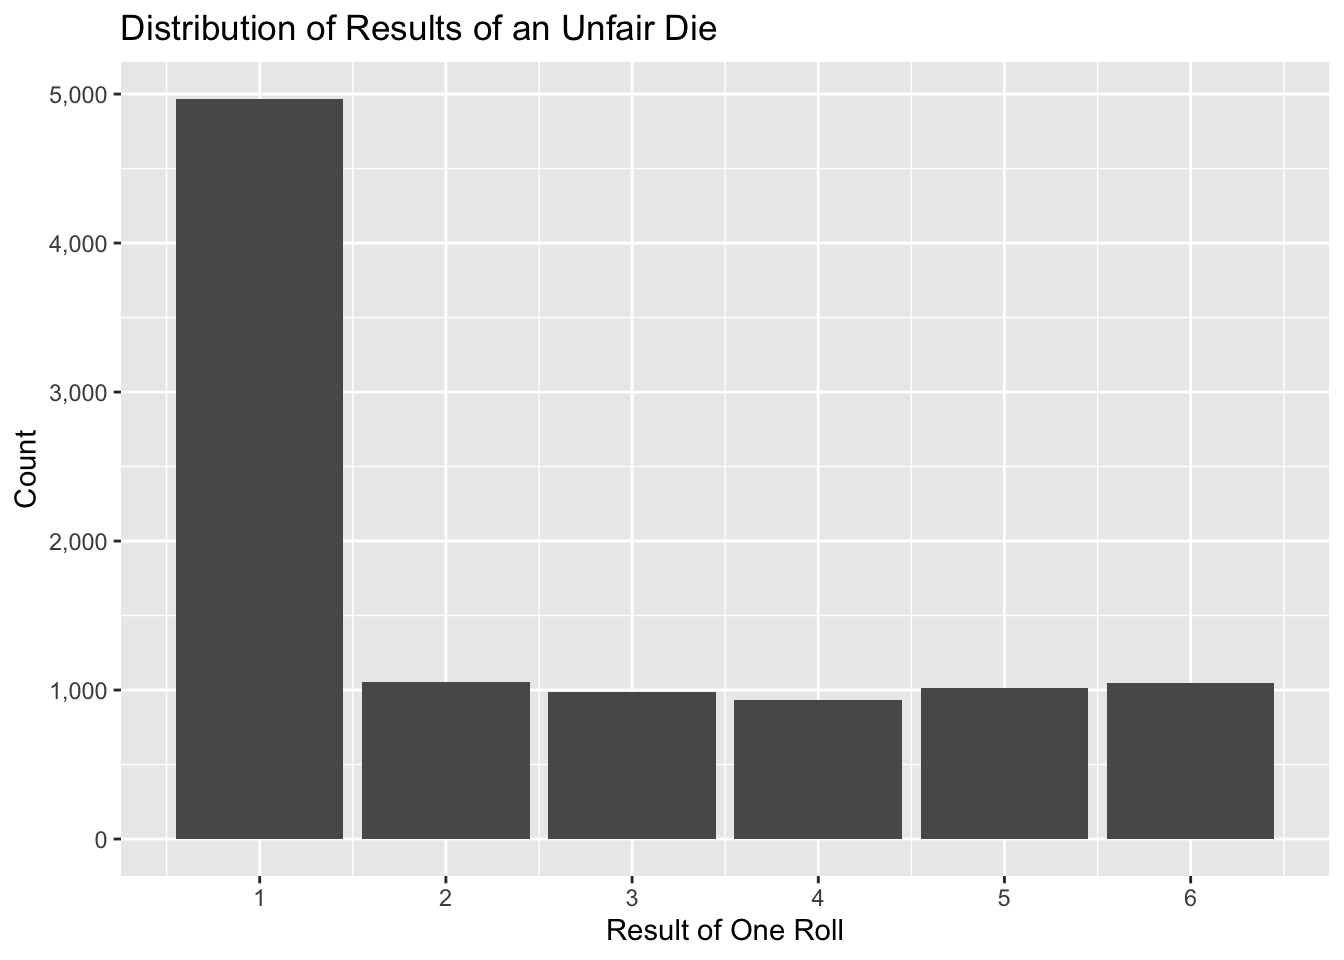 Distribution of Results of an Unfair Die
5,000
4,000
3,000
2,000
1,000
0
Count
1 2 3 4 5 6
Result of One Roll